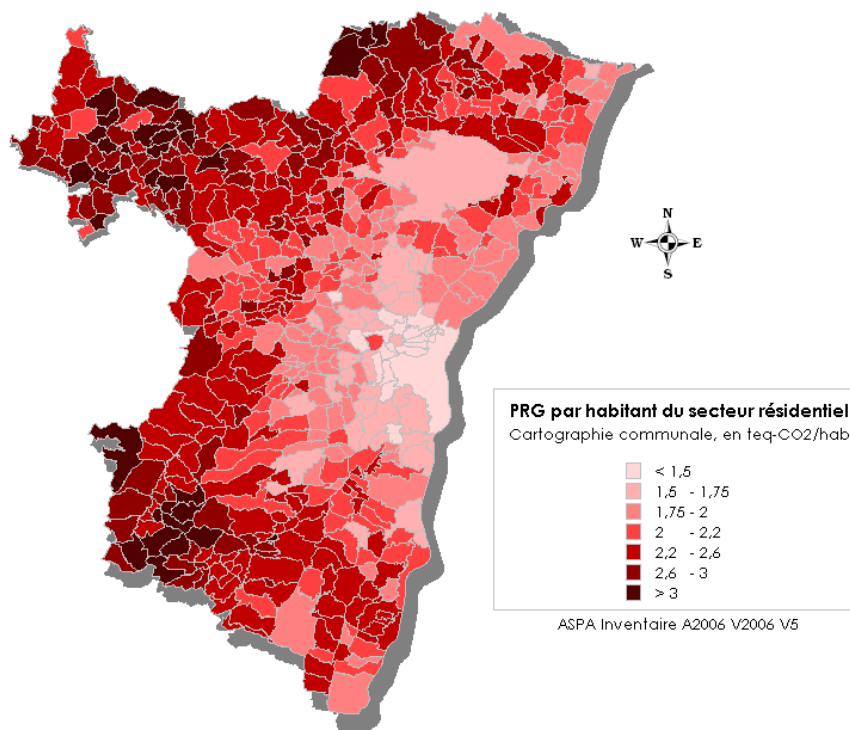 N
W E
S
PRG par habitant du secteur résidentiel
Cartographie communale, en teq-CO2/hab
< 1,5
1,5 - 1,75
1,75 - 2
2 - 2,2
2,2 - 2,6
2,6 - 3
> 3
ASPA Inventaire A2006 V2006 V5